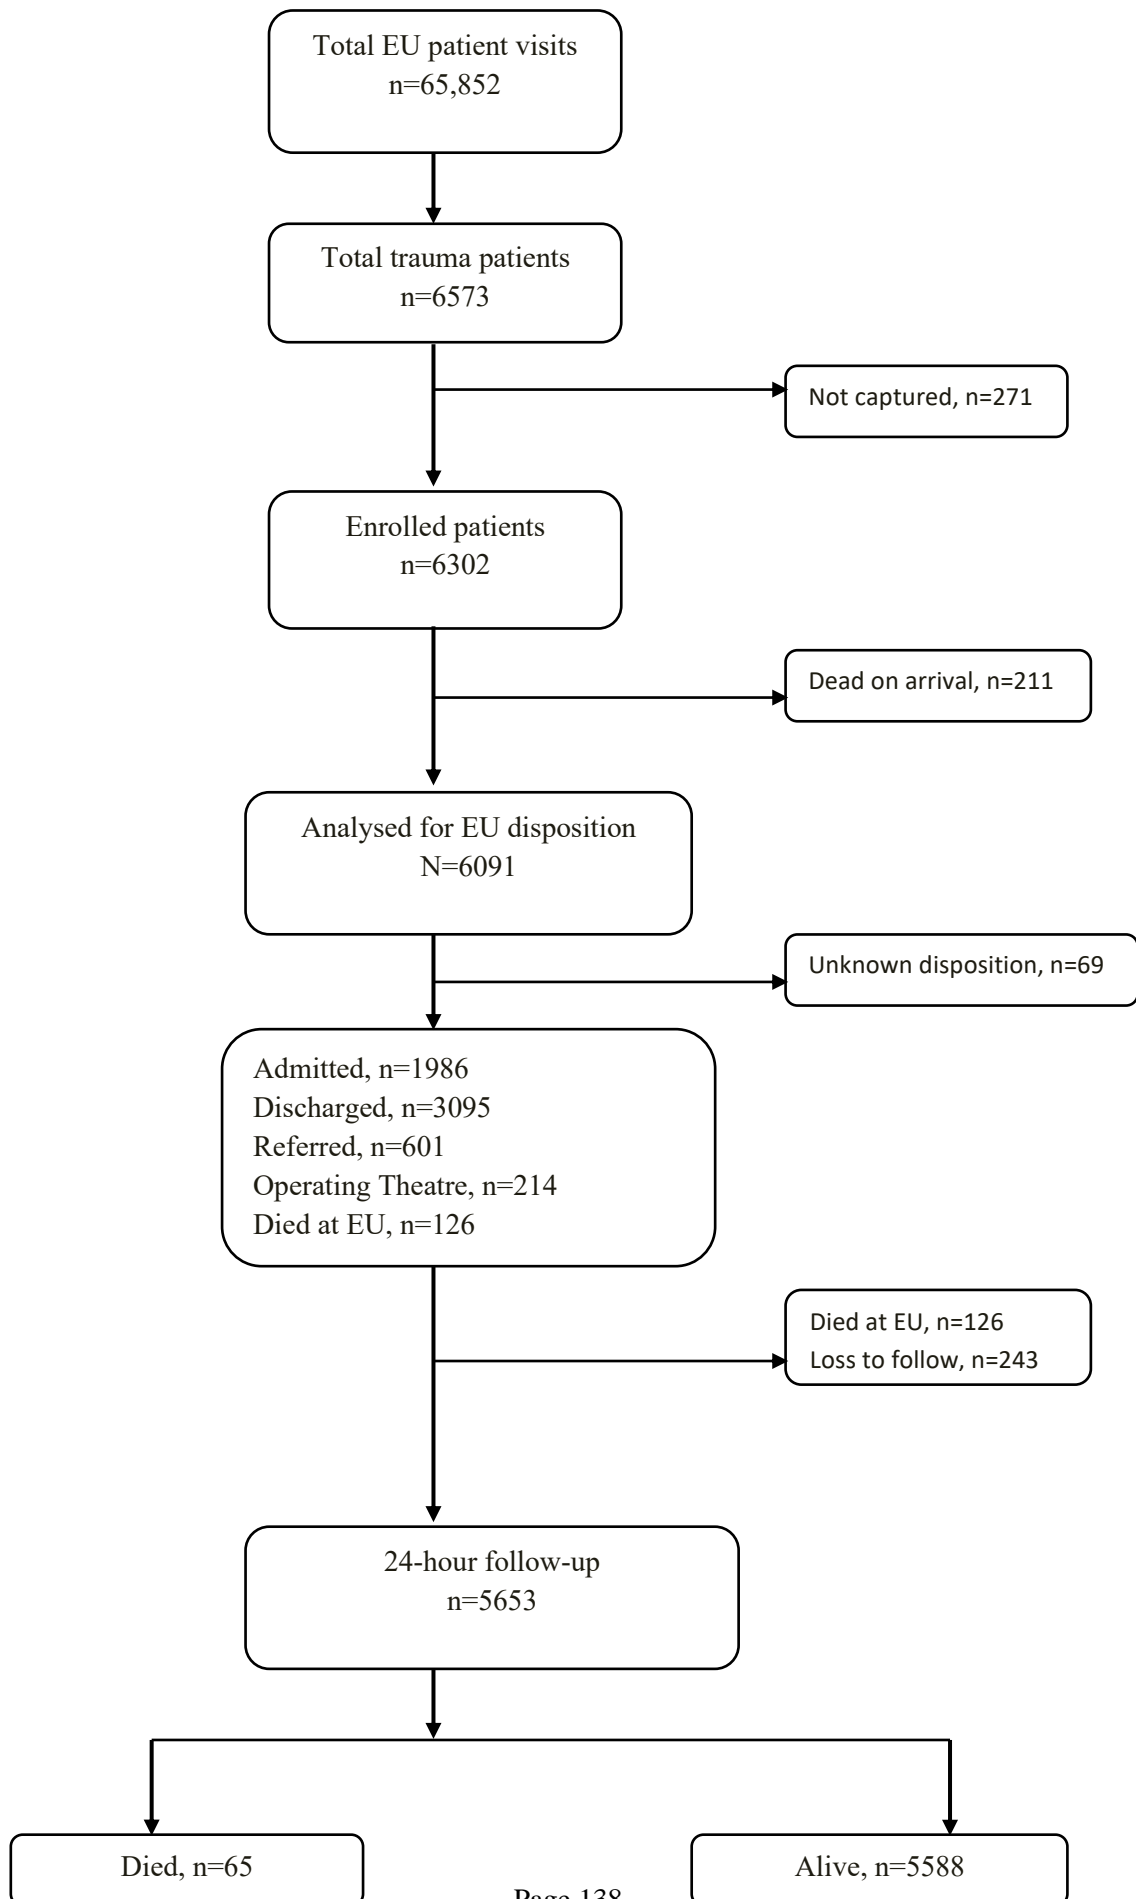 Total EU patient visits
n=65,852
Total trauma patients
n=6573
Not captured, n=271
Enrolled patients
n=6302
Dead on arrival, n=211
Analysed for EU disposition
N=6091
Unknown disposition, n=69
Admitted, n=1986
Discharged, n=3095
Referred, n=601
Operating Theatre, n=214
Died at EU, n=126
Died at EU, n=126
Loss to follow, n=243
24-hour follow-up
n=5653
Died, n=65
Alive, n=5588
Page 138